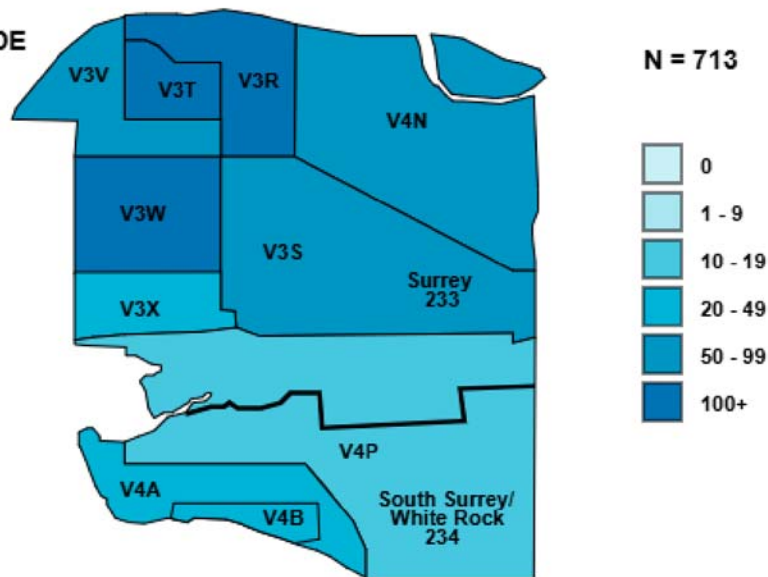 DE
N = 713
V3V
V3T
V3R
V4N
V3W
V3S
V3X
Surrey
233
V4P
V4A
V4B
South Surrey/
White Rock
234
0
1 - 9
10 - 19
20 - 49
50 - 99
100+